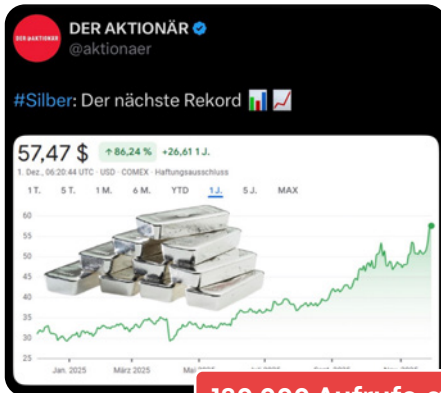 DER AKTIONÄR
DER AKTIONÄR
@aktionaer
#Silber: Der nächste Rekord
57,47 $ ↑ 86,24 % +26,61 1 J.
1. Dez., 06:20:44 UTC · USD · COMEX · Haftungsausschluss
1 T. 5 T. 1 M. 6 M. YTD 1 J. 5 J. MAX
60
55
50
45
40
35
30
25
Jan. 2025 März 2025 Mai 2025